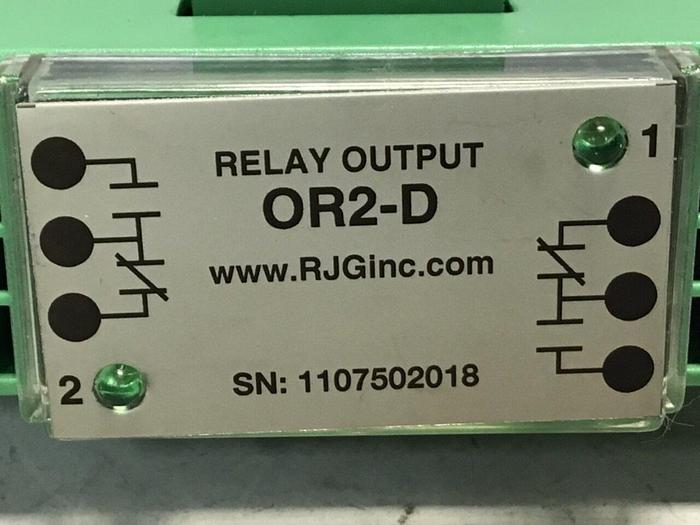 RELAY OUTPUT
1
OR2-D
www.RJGinc.com
2
SN: 1107502018